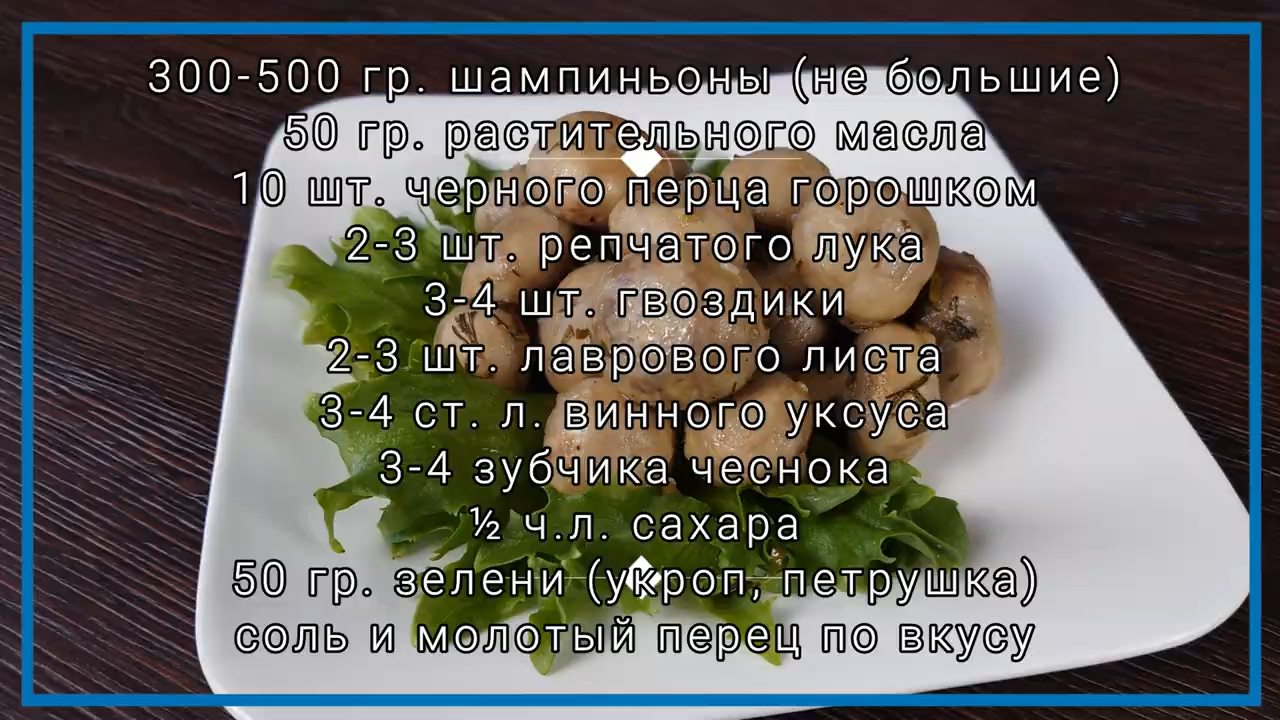 300-500 гр. шампиньоны (не большие)
50 гр. растительного масла
10 шт. черного перца горошком
2-3 шт. репчатого лука
3-4 шт. гвоздики
2-3 шт. лаврового листа
3-4 ст. л. винного уксуса
3-4 зубчика чеснока
½ ч.л. сахара
50 гр. зелени (укроп, петрушка)
соль и молотый перец по вкусу